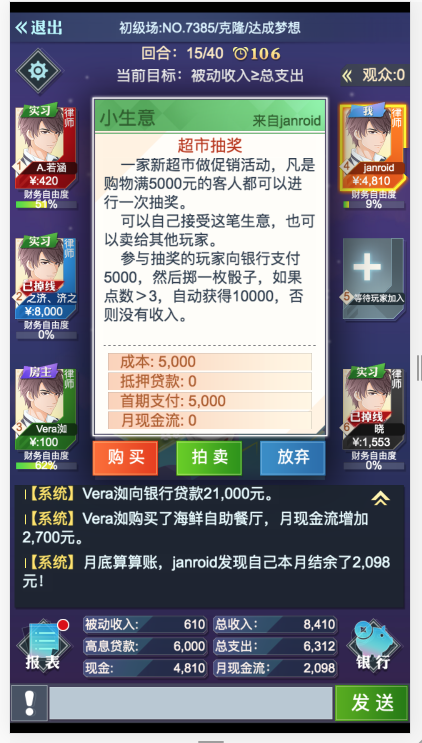 退出
初级场:NO.7385/克隆/达成梦想
回合: 15/40 106
当前目标: 被动收入≥总支出
观众:0
实习
律师
1
A.若涵
¥:420
财务自由度
51%
实习
律师
已掉线
2
之济、济之
¥:8,000
财务自由度
0%
房主
律师
3
Vera洳
¥:100
财务自由度
62%
我
律师
4
janroid
¥:4,810
财务自由度
9%
5
等待玩家加入
实习
律师
已掉线
6
晓
¥:1,553
财务自由度
0%
小生意
来自janroid
超市抽奖
一家新超市做促销活动，凡是
购物满5000元的客人都可以进
行一次抽奖。
可以自己接受这笔生意，也可
以卖给其他玩家。
参与抽奖的玩家向银行支付
5000，然后掷一枚骰子，如果
点数＞3，自动获得10000，否
则没有收入。
成本: 5,000
抵押贷款: 0
首期支付: 5,000
月现金流: 0
购买
拍卖
放弃
【系统】Vera洳向银行贷款21,000元。
【系统】Vera洳购买了海鲜自助餐厅，月现金流增加
2,700元。
【系统】月底算算账，janroid发现自己本月结余了2,098
元！
报表
被动收入: 610
总收入: 8,410
高息贷款: 6,000
总支出: 6,312
现金: 4,810
月现金流: 2,098
银行
!
发送